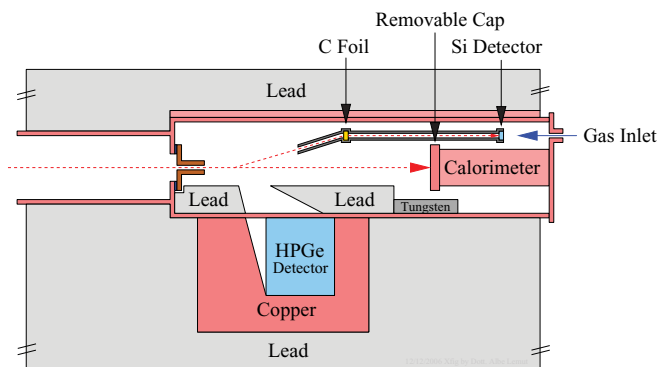 Removable Cap
C Foil
Si Detector
Lead
Gas Inlet
Calorimeter
Lead
Lead
Tungsten
HPGe
Detector
Copper
Lead